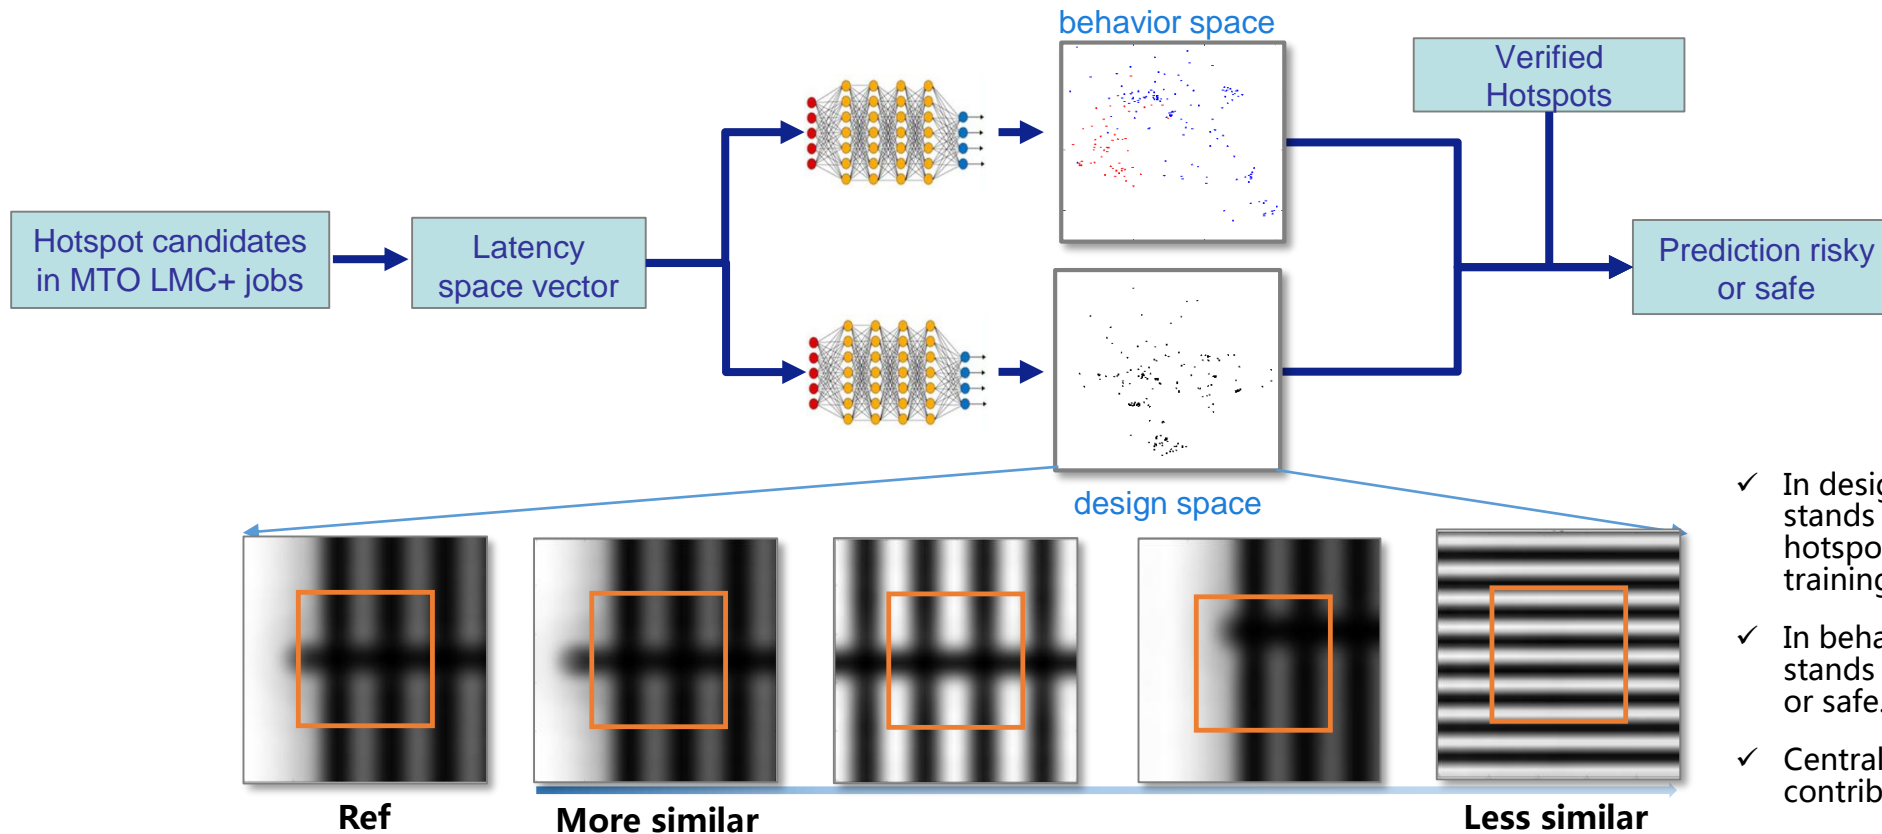 behavior space
Verified
Hotspots
Hotspot candidates
in MTO LMC+ jobs
Latency
space vector
Prediction risky
or safe
design space
✓ In desig
stands
hotspo
training
✓ In beha
stands
or safe.
✓ Central
contrib
Ref
More similar
Less similar